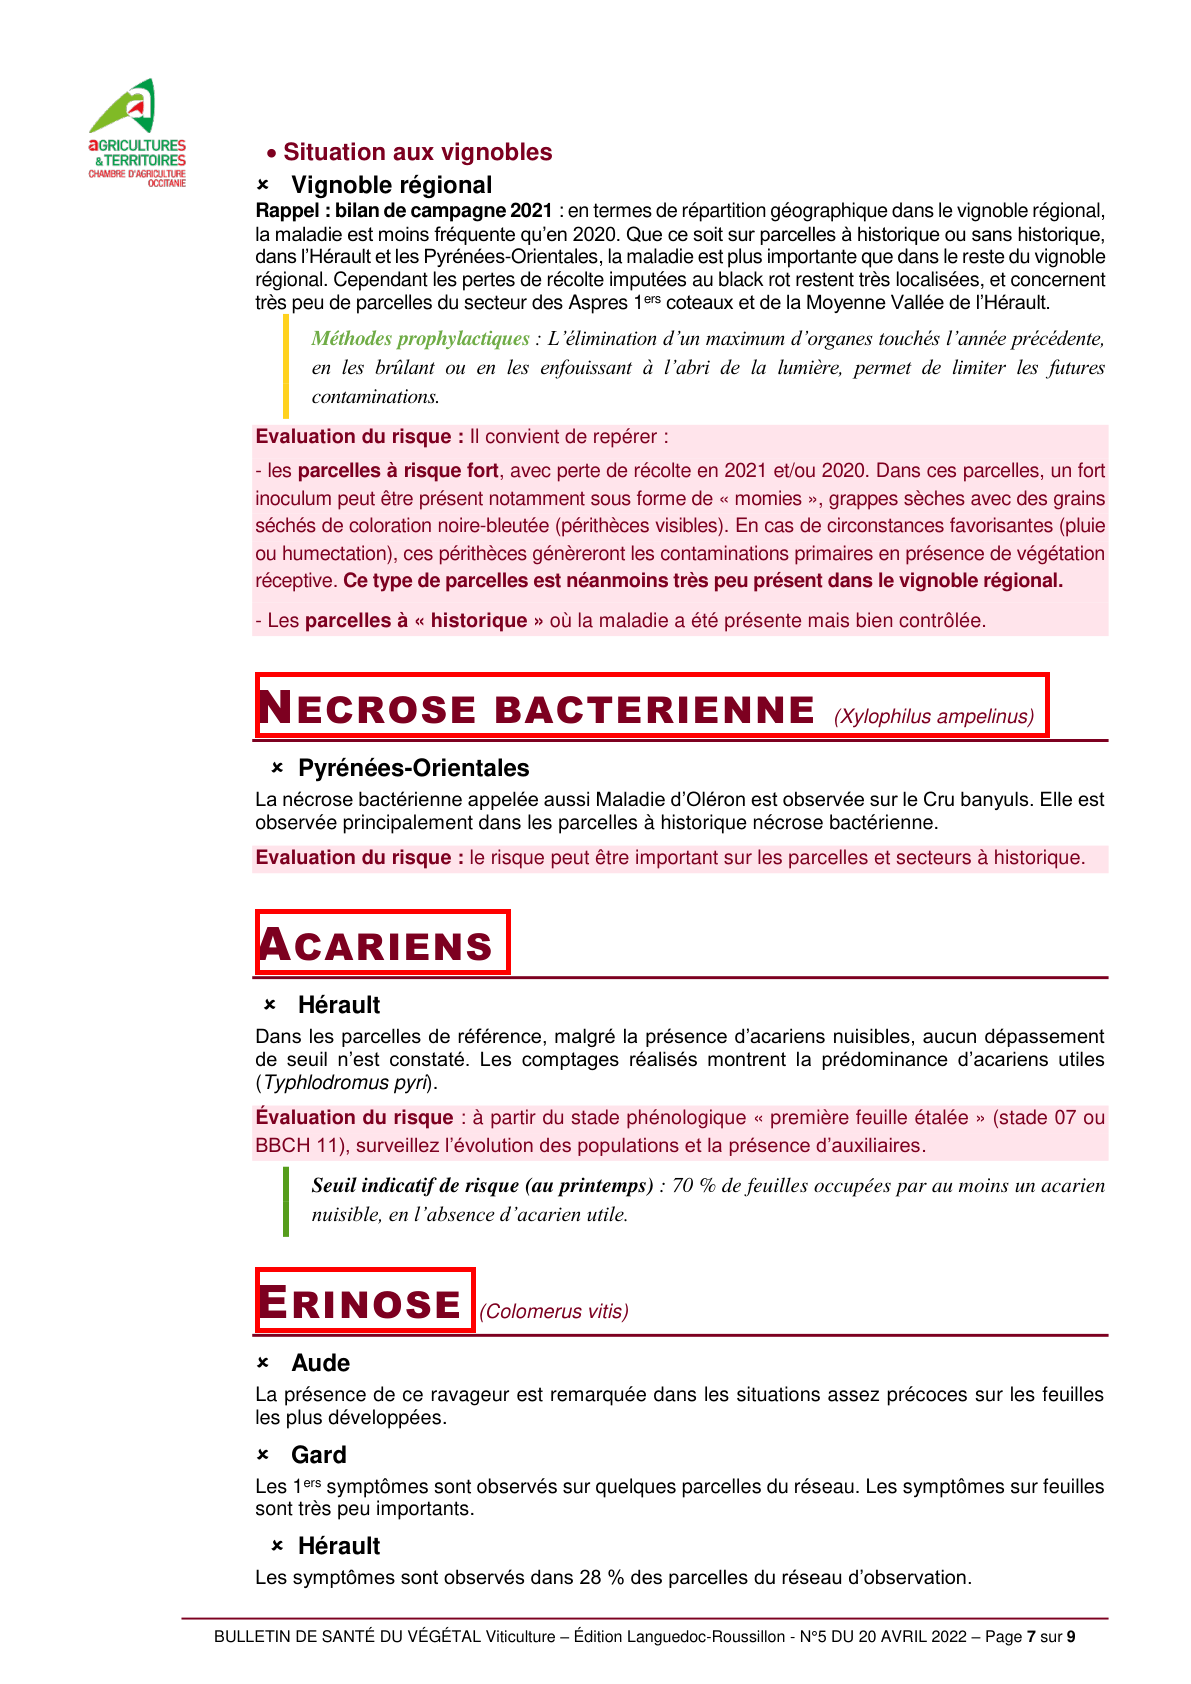 aGRICULTURES
& TERRITOIRES
CHAMBRE D'AGRICULTURE
OCCITANIE
• Situation aux vignobles
× Vignoble régional
Rappel : bilan de campagne 2021 : en termes de répartition géographique dans le vignoble régional,
la maladie est moins fréquente qu'en 2020. Que ce soit sur parcelles à historique ou sans historique,
dans l'Hérault et les Pyrénées-Orientales, la maladie est plus importante que dans le reste du vignoble
régional. Cependant les pertes de récolte imputées au black rot restent très localisées, et concernent
très peu de parcelles du secteur des Aspres 1ers coteaux et de la Moyenne Vallée de l'Hérault.
Méthodes prophylactiques : L'élimination d'un maximum d'organes touchés l'année précédente,
en les brûlant ou en les enfouissant à l'abri de la lumière, permet de limiter les futures
contaminations.
Evaluation du risque : Il convient de repérer :
- les parcelles à risque fort, avec perte de récolte en 2021 et/ou 2020. Dans ces parcelles, un fort
inoculum peut être présent notamment sous forme de « momies », grappes sèches avec des grains
séchés de coloration noire-bleutée (périthèces visibles). En cas de circonstances favorisantes (pluie
ou humectation), ces périthèces génèreront les contaminations primaires en présence de végétation
réceptive. Ce type de parcelles est néanmoins très peu présent dans le vignoble régional.
- Les parcelles à « historique » où la maladie a été présente mais bien contrôlée.
NECROSE BACTERIENNE (Xylophilus ampelinus)
× Pyrénées-Orientales
La nécrose bactérienne appelée aussi Maladie d'Oléron est observée sur le Cru banyuls. Elle est
observée principalement dans les parcelles à historique nécrose bactérienne.
Evaluation du risque : le risque peut être important sur les parcelles et secteurs à historique.
ACARIENS
× Hérault
Dans les parcelles de référence, malgré la présence d'acariens nuisibles, aucun dépassement
de seuil n'est constaté. Les comptages réalisés montrent la prédominance d'acariens utiles
(Typhlodromus pyri).
Évaluation du risque : à partir du stade phénologique « première feuille étalée » (stade 07 ou
BBCH 11), surveillez l'évolution des populations et la présence d'auxiliaires.
Seuil indicatif de risque (au printemps) : 70 % de feuilles occupées par au moins un acarien
nuisible, en l'absence d'acarien utile.
ERINOSE (Colomerus vitis)
× Aude
La présence de ce ravageur est remarquée dans les situations assez précoces sur les feuilles
les plus développées.
× Gard
Les 1ers symptômes sont observés sur quelques parcelles du réseau. Les symptômes sur feuilles
sont très peu importants.
× Hérault
Les symptômes sont observés dans 28 % des parcelles du réseau d'observation.
BULLETIN DE SANTÉ DU VÉGÉTAL Viticulture – Édition Languedoc-Roussillon - N°5 DU 20 AVRIL 2022 – Page 7 sur 9